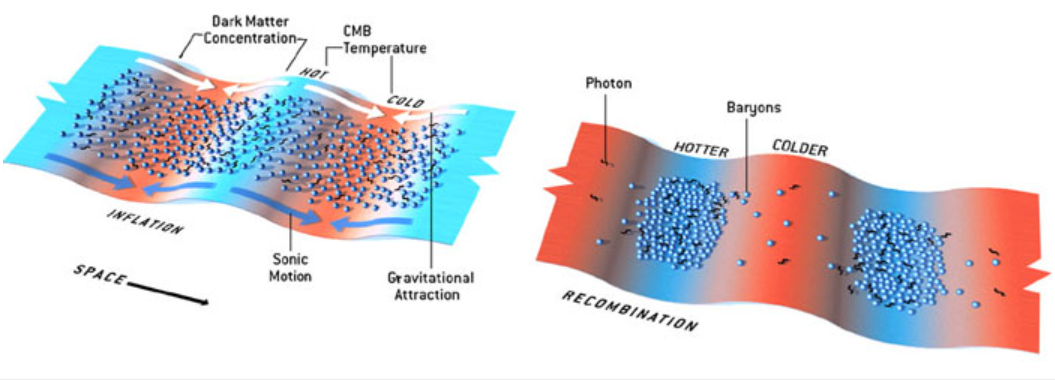 Dark Matter
Concentration
CMB
Temperature
HOT
COLD
INFLATION
SPACE
Sonic
Motion
Gravitational
Attraction
Photon
Baryons
HOTTER
COLDER
RECOMBINATION